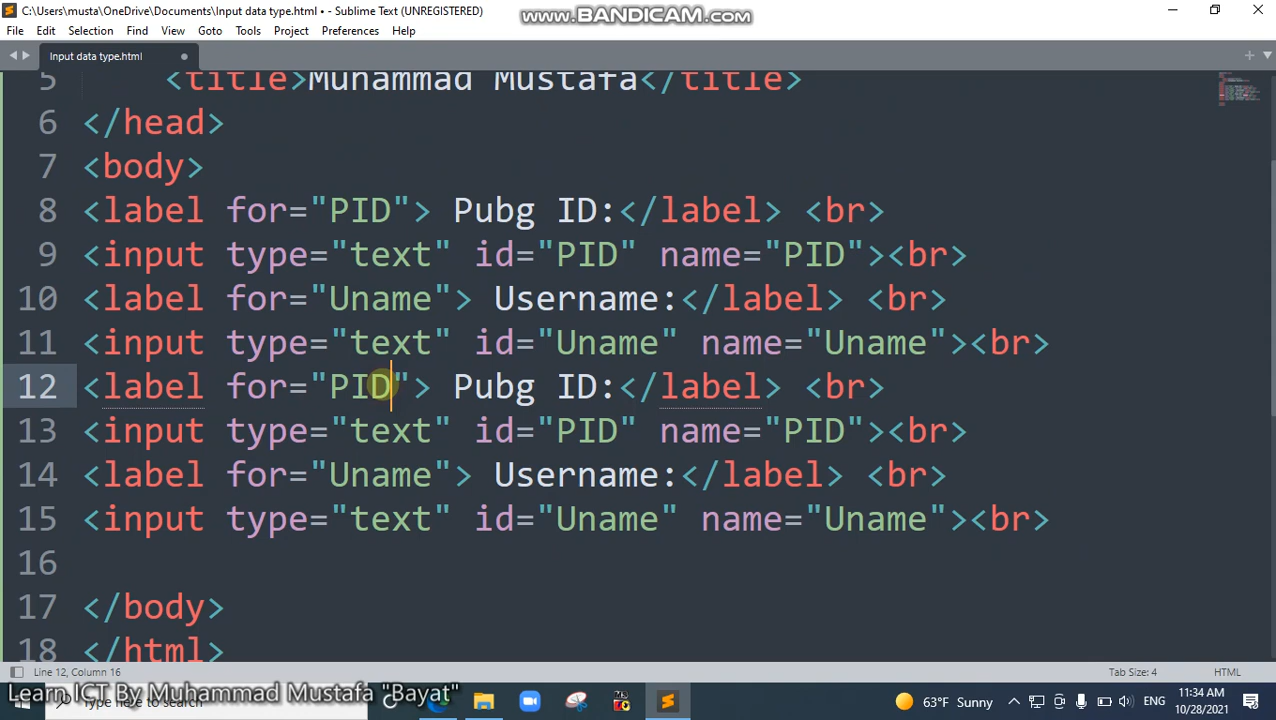 C:\Users\musta\OneDrive\Documents\Input data type.html • - Sublime Text (UNREGISTERED)
www.BANDICAM.com
File Edit Selection Find View Goto Tools Project Preferences Help
Input data type.html
5 <title>Muhammad Mustafa</title>
6 </head>
7 <body>
8 <label for="PID"> Pubg ID:</label> <br>
9 <input type="text" id="PID" name="PID"><br>
10 <label for="Uname"> Username:</label> <br>
11 <input type="text" id="Uname" name="Uname"><br>
12 <label for="PID"> Pubg ID:</label> <br>
13 <input type="text" id="PID" name="PID"><br>
14 <label for="Uname"> Username:</label> <br>
15 <input type="text" id="Uname" name="Uname"><br>
16
17 </body>
18 </html>
Line 12, Column 16
Tab Size: 4
HTML
Learn ICT By Muhammad Mustafa "Bayat"
Type here to search
63°F Sunny
ENG
11:34 AM
10/28/2021